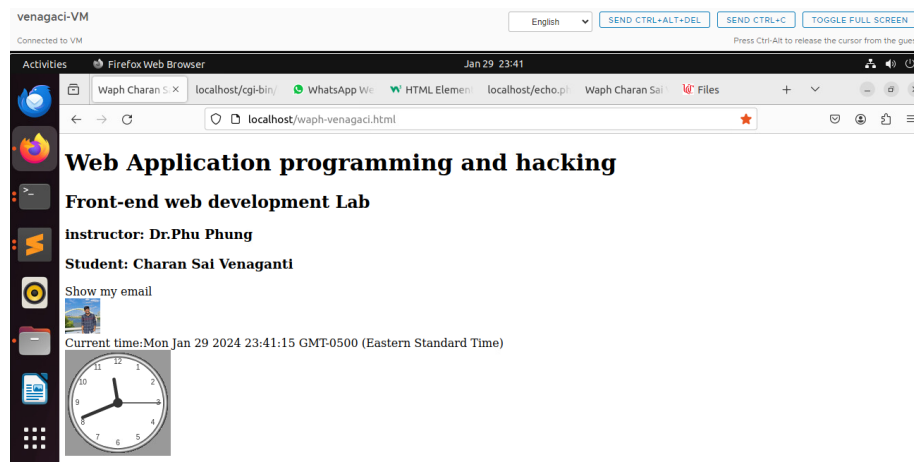 venagaci-VM
English
SEND CTRL+ALT+DEL
SEND CTRL+C
TOGGLE FULL SCREEN
Connected to VM
Press Ctrl-Alt to release the cursor from the gues
Activities Firefox Web Browser Jan 29 23:41
Waph Charan S localhost/cgi-bin/ WhatsApp We HTML Elemen localhost/echo.ph Waph Charan Sai Files
localhost/waph-venagaci.html
Web Application programming and hacking
Front-end web development Lab
instructor: Dr.Phu Phung
Student: Charan Sai Venaganti
Show my email
Current time:Mon Jan 29 2024 23:41:15 GMT-0500 (Eastern Standard Time)
12
11 1
10 2
9 3
8 4
7 5
6